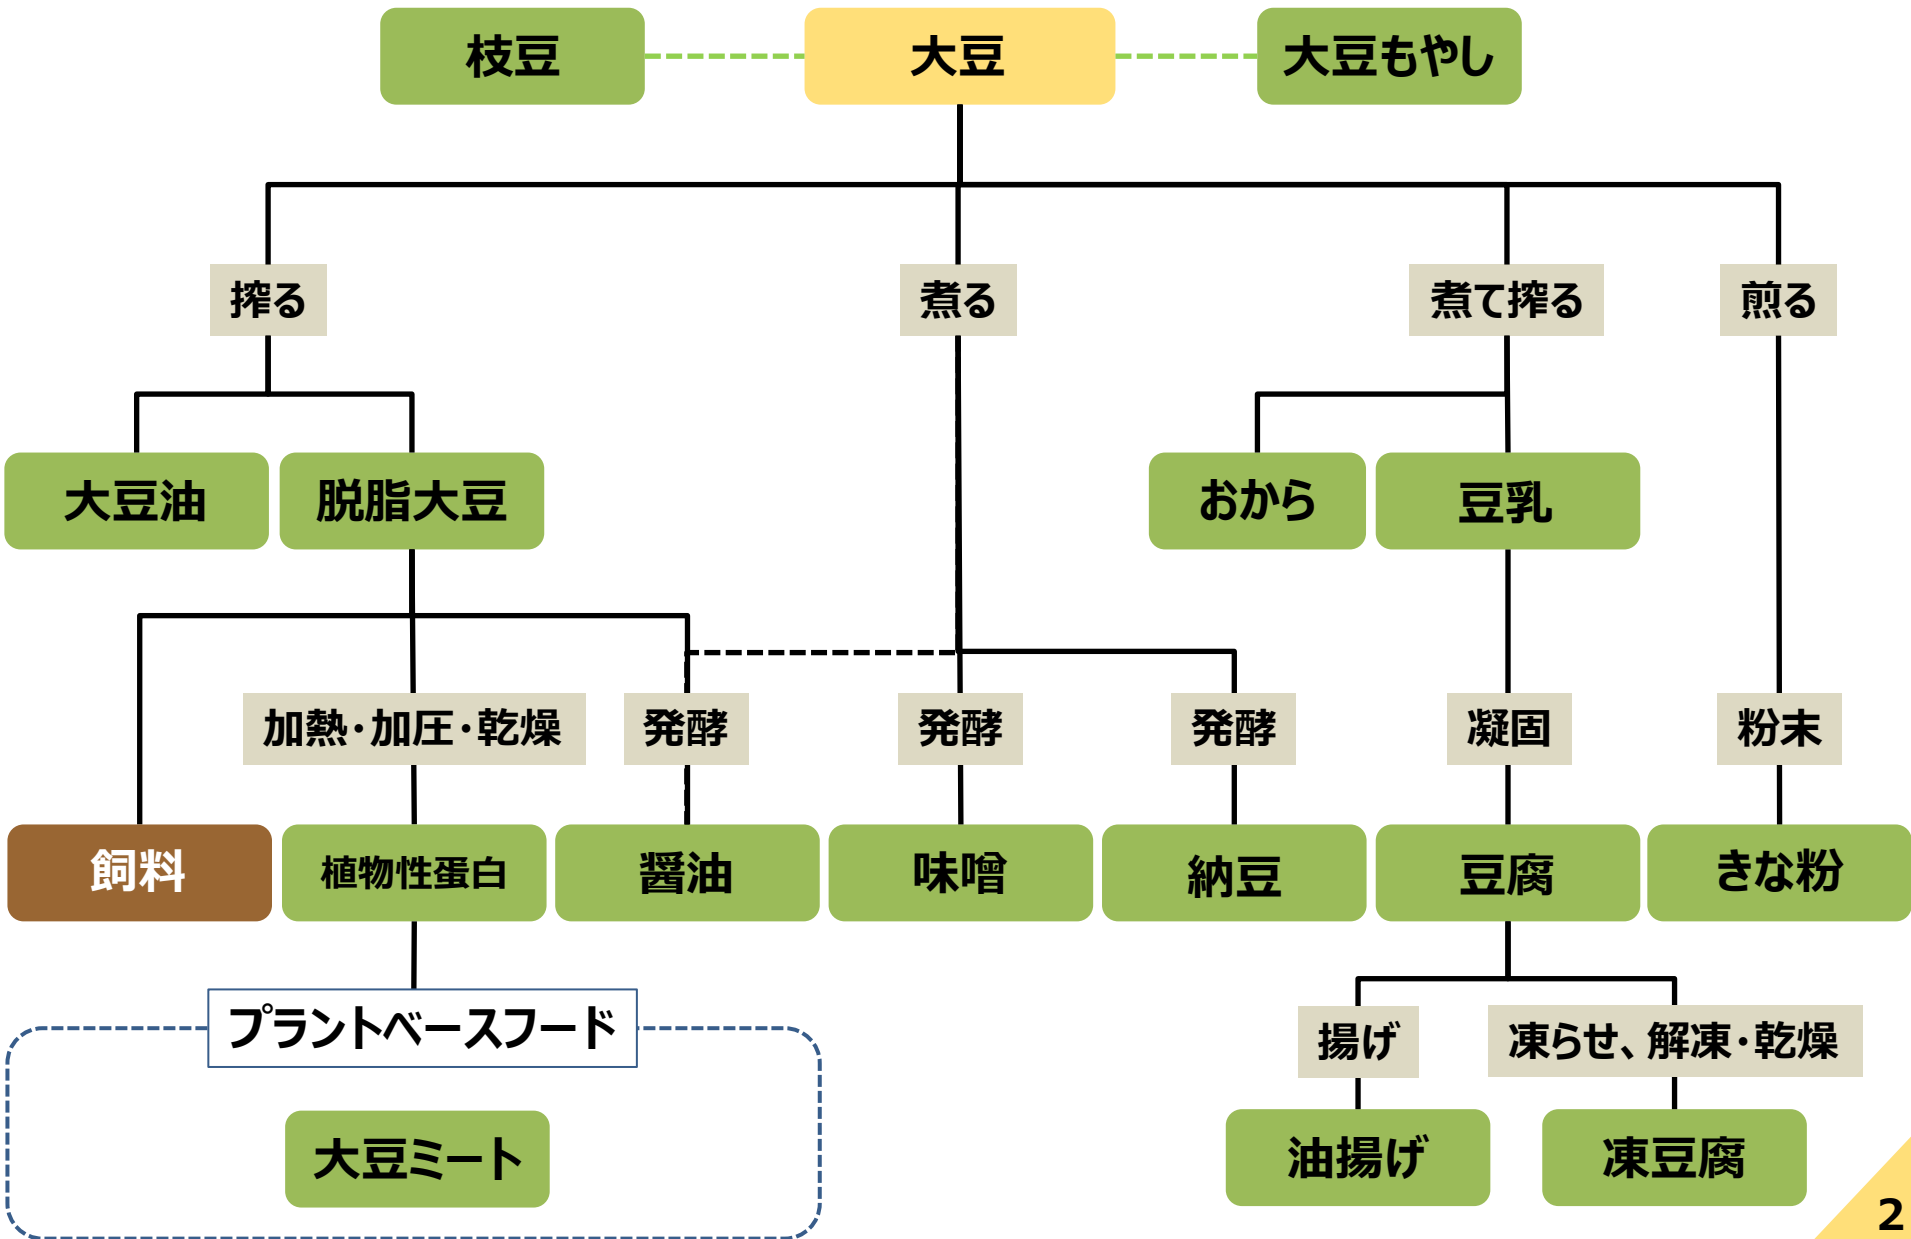 枝豆
大豆
大豆もやし
搾る
煮る
煮て搾る
煎る
大豆油
脱脂大豆
おから
豆乳
加熱・加圧・乾燥
発酵
発酵
発酵
凝固
粉末
飼料
植物性蛋白
醤油
味噌
納豆
豆腐
きな粉
プラントベースフード
揚げ
凍らせ、解凍・乾燥
大豆ミート
油揚げ
凍豆腐
2